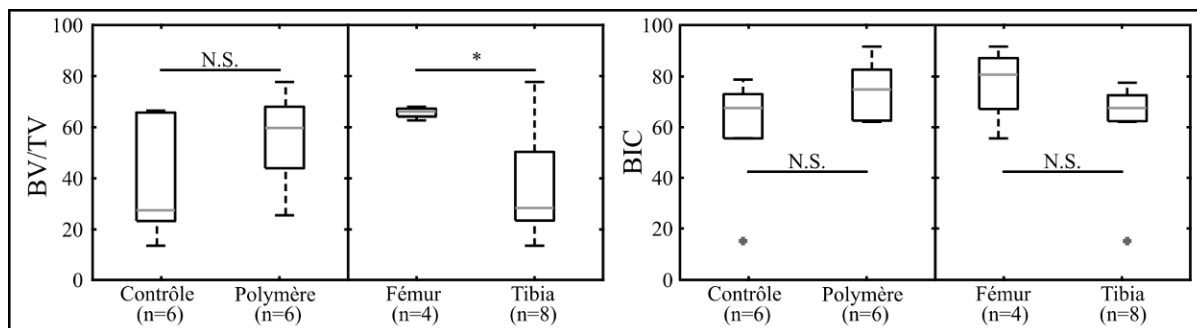 100
80
60
40
20
0
BV/TV
N.S.
*
Contrôle
(n=6)
Polymère
(n=6)
Fémur
(n=4)
Tibia
(n=8)
100
80
60
40
20
0
BIC
N.S.
N.S.
Contrôle
(n=6)
Polymère
(n=6)
Fémur
(n=4)
Tibia
(n=8)